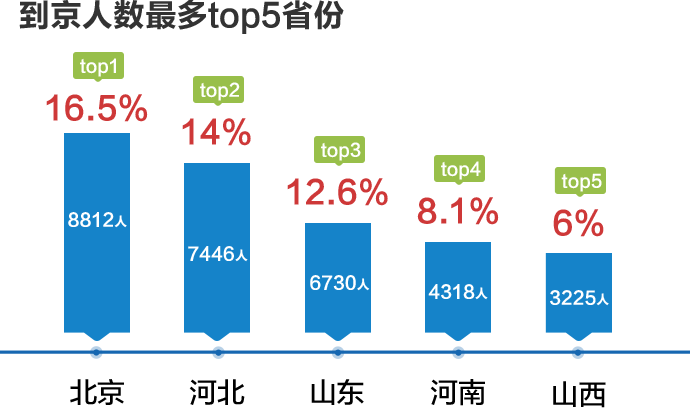 到京人数最多top5省份
top1
16.5%
8812人
北京
top2
14%
7446人
河北
top3
12.6%
6730人
山东
top4
8.1%
4318人
河南
top5
6%
3225人
山西